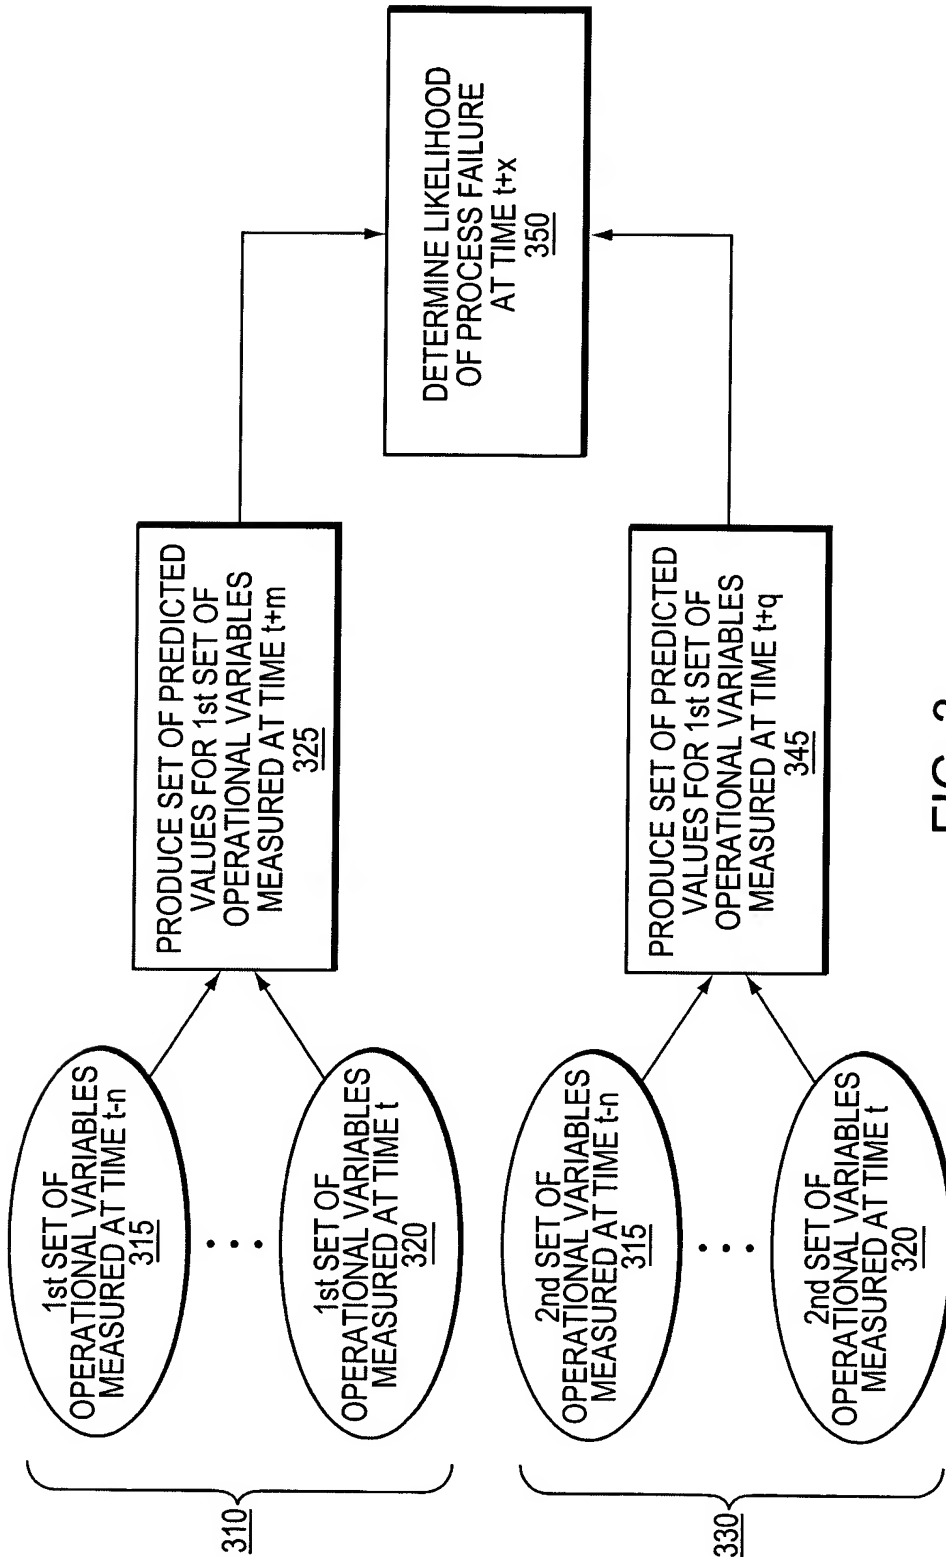 310
1st SET OF
OPERATIONAL VARIABLES
MEASURED AT TIME t-n
315
1st SET OF
OPERATIONAL VARIABLES
MEASURED AT TIME t
320
PRODUCE SET OF PREDICTED
VALUES FOR 1st SET OF
OPERATIONAL VARIABLES
MEASURED AT TIME t+m
325
330
2nd SET OF
OPERATIONAL VARIABLES
MEASURED AT TIME t-n
315
2nd SET OF
OPERATIONAL VARIABLES
MEASURED AT TIME t
320
PRODUCE SET OF PREDICTED
VALUES FOR 1st SET OF
OPERATIONAL VARIABLES
MEASURED AT TIME t+q
345
DETERMINE LIKELIHOOD
OF PROCESS FAILURE
AT TIME t+x
350